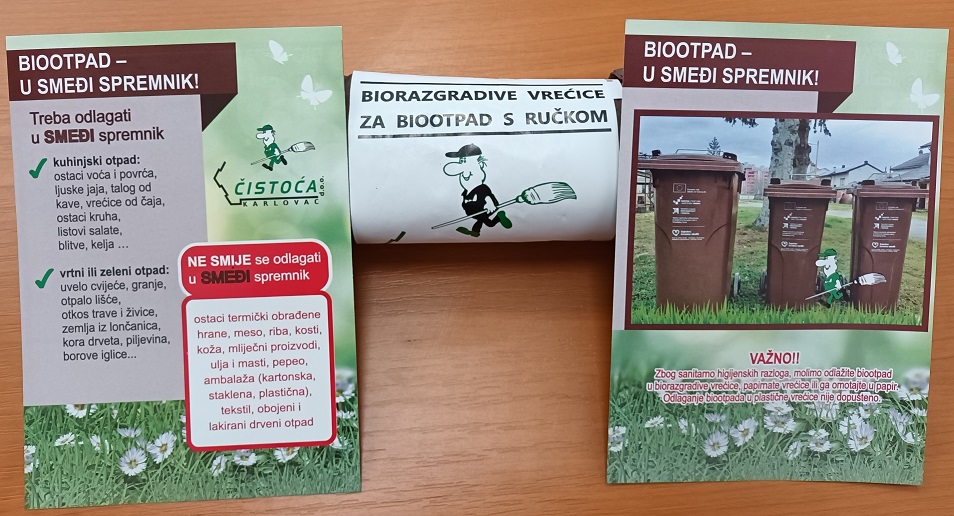 BIOOTPAD –
U SMEĐI SPREMNIK!
Treba odlagati
u SMEĐI spremnik
kuhinjski otpad:
ostaci voća i povrća,
ljuske jaja, talog od
kave, vrećice od čaja,
ostaci kruha,
listovi salate,
blitve, kelja ...
vrtni ili zeleni otpad:
uvelo cvijeće, granje,
otpalo lišće,
otkos trave i živice,
zemlja iz lončanica,
kora drveta, piljevina,
borove iglice...
ČISTOĆA d.o.o.
KARLOVAC
NE SMIJE se odlagati
u SMEĐI spremnik
ostaci termički obrađene
hrane, meso, riba, kosti,
koža, mliječni proizvodi,
ulja i masti, pepeo,
ambalaža (kartonska,
staklena, plastična),
tekstil, obojeni i
lakirani drveni otpad
BIORAZGRADIVE VREĆICE
ZA BIOOTPAD S RUČKOM
BIOOTPAD –
U SMEĐI SPREMNIK!
VAŽNO!!
Zbog sanitarno higijenskih razloga, molimo odlažite biootpad
u biorazgradive vrećice, papirnate vrećice ili ga omotajte u papir.
Odlaganje biootpada u plastične vrećice nije dopušteno.